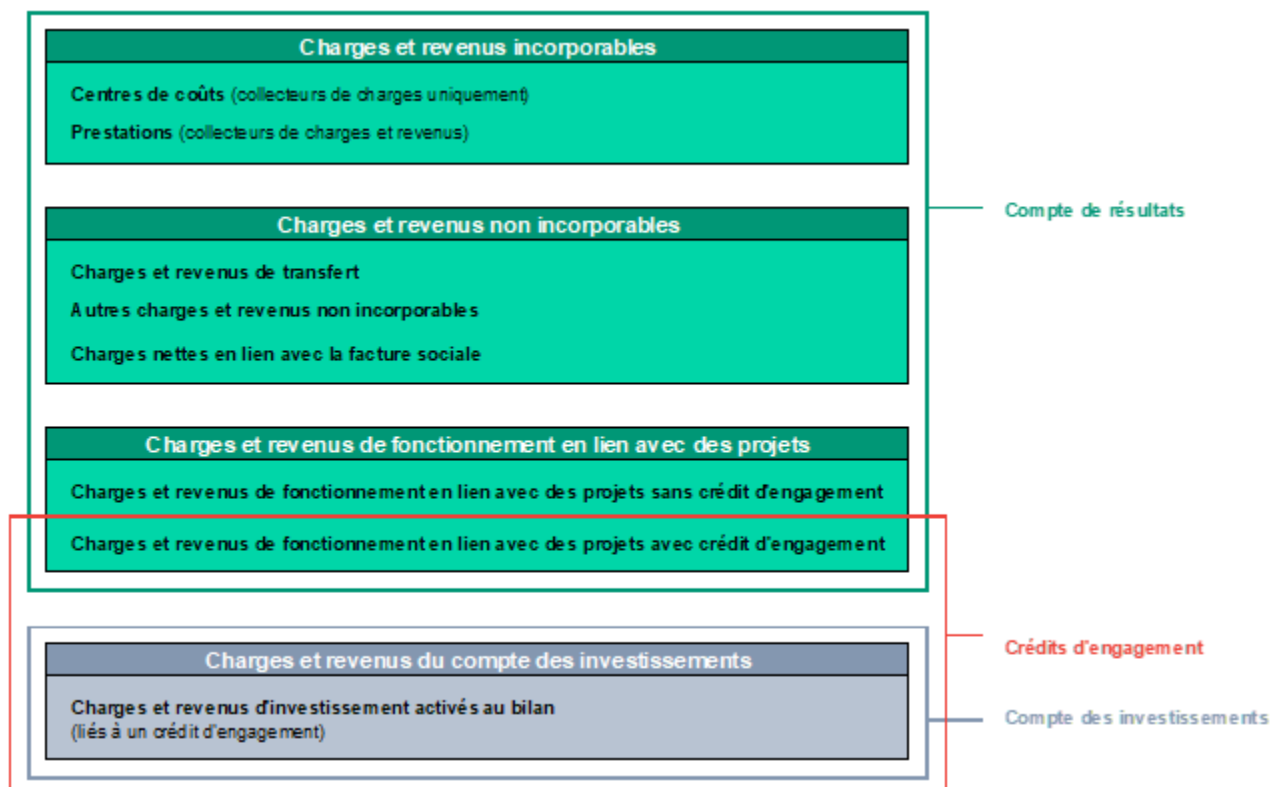 Charges et revenus incorporables
Centres de coûts (collecteurs de charges uniquement)
Prestations (collecteurs de charges et revenus)
Charges et revenus non incorporables
Charges et revenus de transfert
Autres charges et revenus non incorporables
Charges nettes en lien avec la facture sociale
Compte de résultats
Charges et revenus de fonctionnement en lien avec des projets
Charges et revenus de fonctionnement en lien avec des projets sans crédit d'engagement
Charges et revenus de fonctionnement en lien avec des projets avec crédit d'engagement
Charges et revenus du compte des investissements
Charges et revenus d'investissement activés au bilan
(liés à un crédit d'engagement)
Crédits d'engagement
Compte des investissements